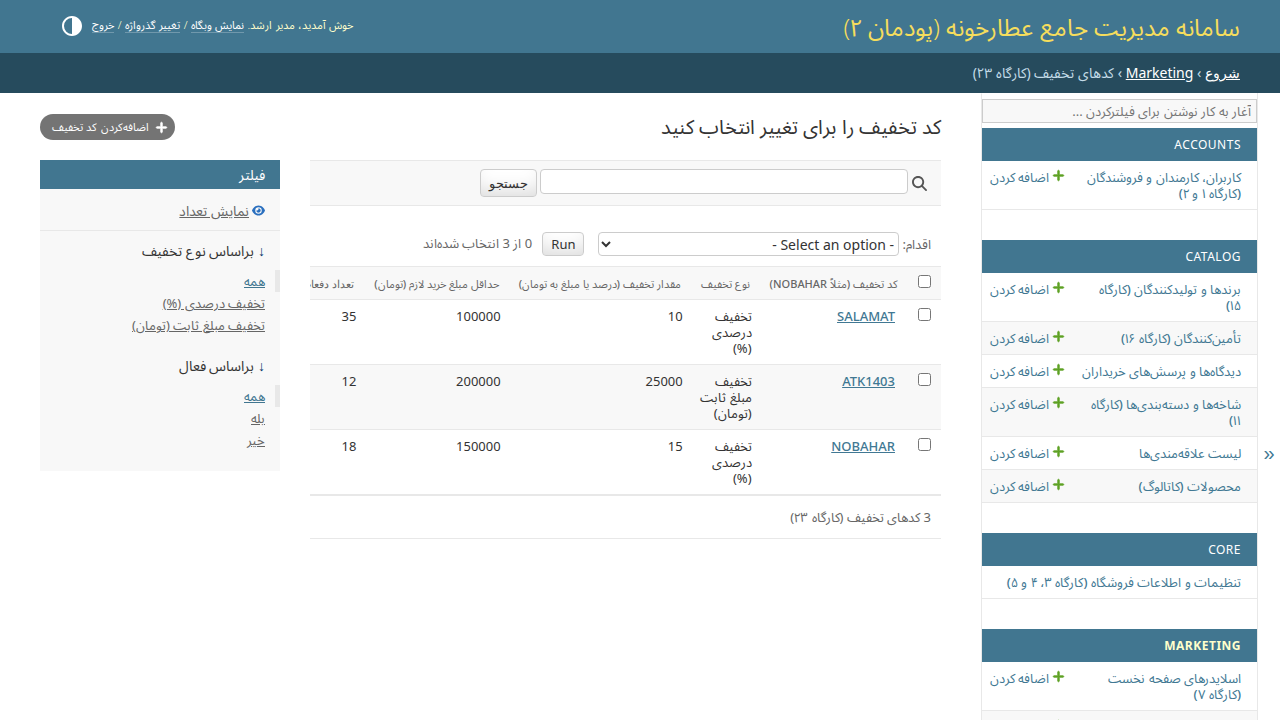 سامانه مدیریت جامع عطارخونه (پودمان ۲)
خوش آمدید، مدیر ارشد. نمایش وبگاه / تغییر گذرواژه / خروج
شروع › Marketing › کدهای تخفیف (کارگاه ۲۳)
آغار به کار نوشتن برای فیلترکردن ...
ACCOUNTS
کاربران، کارمندان و فروشندگان (کارگاه ۱ و ۲)
اضافه کردن
CATALOG
برندها و تولیدکنندگان (کارگاه ۱۵)
اضافه کردن
تأمین‌کنندگان (کارگاه ۱۶)
اضافه کردن
دیدگاه‌ها و پرسش‌های خریداران
اضافه کردن
شاخه‌ها و دسته‌بندی‌ها (کارگاه ۱۱)
اضافه کردن
لیست علاقه‌مندی‌ها
اضافه کردن
محصولات (کاتالوگ)
اضافه کردن
CORE
تنظیمات و اطلاعات فروشگاه (کارگاه ۳، ۴ و ۵)
MARKETING
اسلایدرهای صفحه نخست (کارگاه ۷)
اضافه کردن
»
کد تخفیف را برای تغییر انتخاب کنید
اضافه‌کردن کد تخفیف
جستجو
اقدام: - Select an option - Run 0 از 3 انتخاب شده‌اند
کد تخفیف (مثلاً NOBAHAR) نوع تخفیف مقدار تخفیف (درصد یا مبلغ به تومان) حداقل مبلغ خرید لازم (تومان) تعداد
SALAMAT تخفیف درصدی (%) 10 100000 35
ATK1403 تخفیف مبلغ ثابت (تومان) 25000 200000 12
NOBAHAR تخفیف درصدی (%) 15 150000 18
3 کدهای تخفیف (کارگاه ۲۳)
فیلتر
نمایش تعداد
↓ براساس نوع تخفیف
همه
تخفیف درصدی (%)
تخفیف مبلغ ثابت (تومان)
↓ براساس فعال
همه
بله
خیر